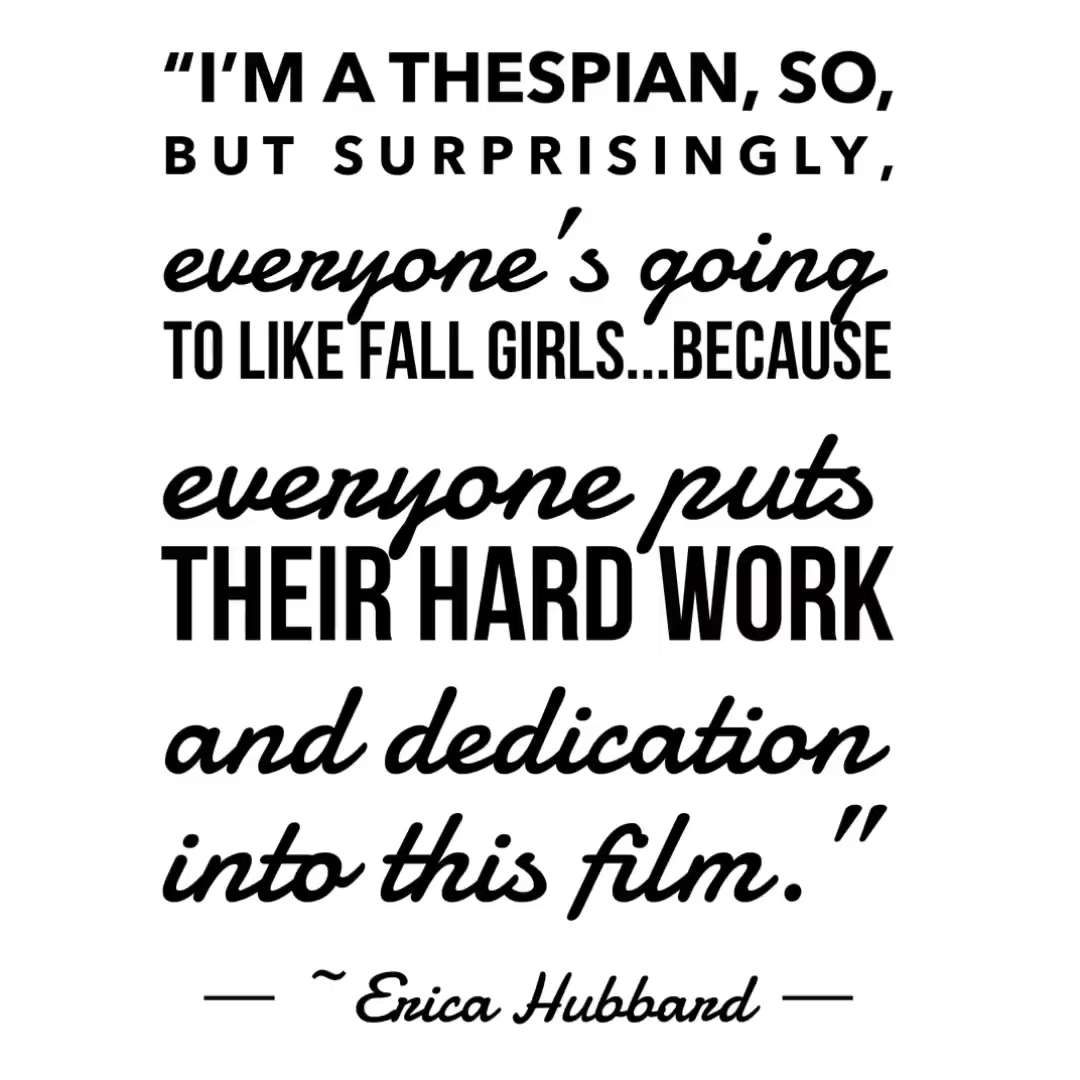 “I’M A THESPIAN, SO,
BUT SURPRISINGLY,
everyone's going
TO LIKE FALL GIRLS...BECAUSE
everyone puts
THEIR HARD WORK
and dedication
into this film."
— ~Erica Hubbard —